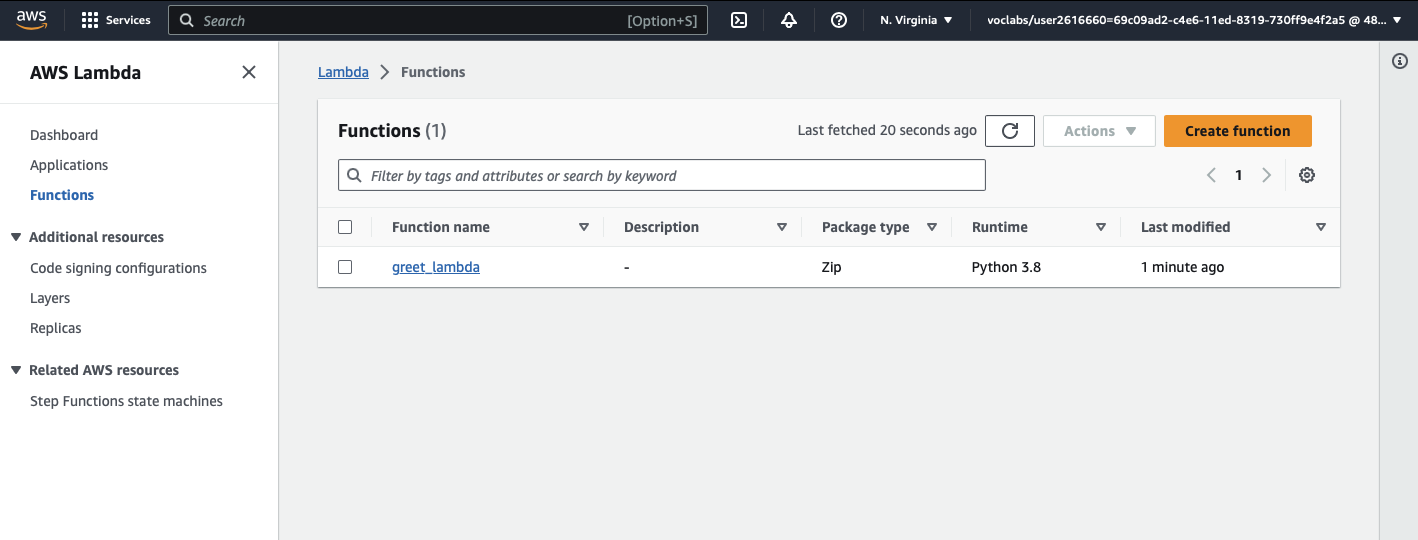 aws
Services
Search
[Option+S]
N. Virginia
voclabs/user2616660=69c09ad2-c4e6-11ed-8319-730ff9e4f2a5 @ 48...
AWS Lambda
Dashboard
Applications
Functions
Additional resources
Code signing configurations
Layers
Replicas
Related AWS resources
Step Functions state machines
Lambda > Functions
Functions (1)
Last fetched 20 seconds ago
Actions
Create function
Filter by tags and attributes or search by keyword
1
Function name Description Package type Runtime Last modified
greet_lambda - Zip Python 3.8 1 minute ago